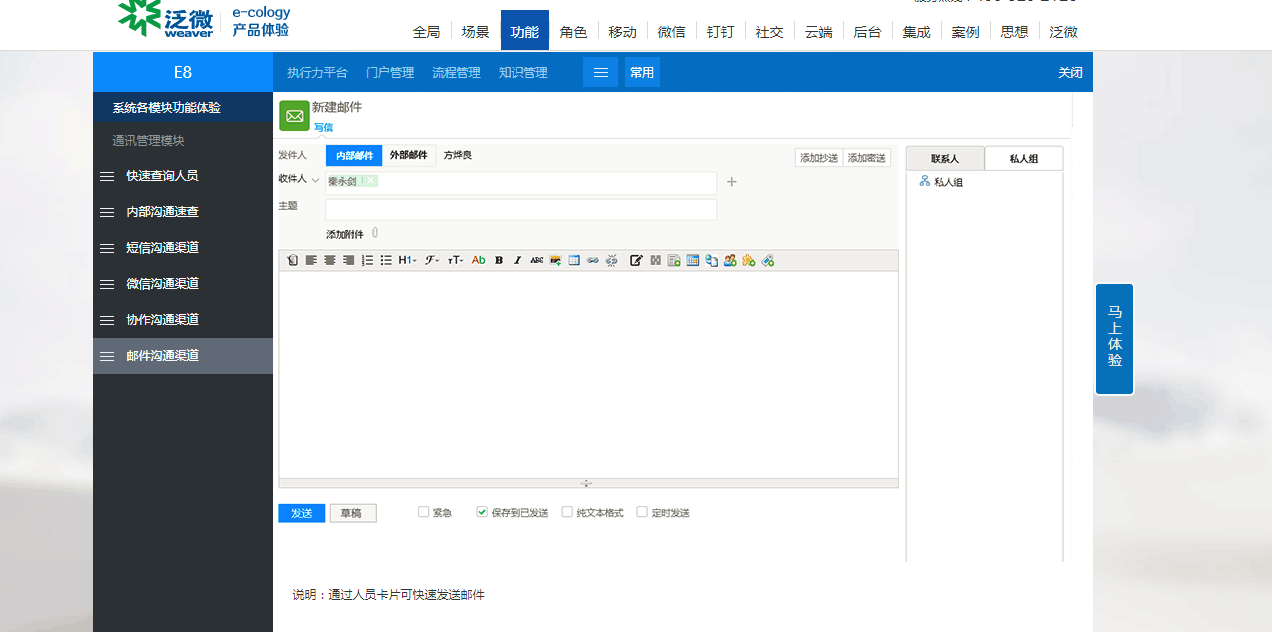 泛微 weaver e-cology 产品体验
全局 场景 功能 角色 移动 微信 钉钉 社交 云端 后台 集成 案例 思想 泛微
E8 执行力平台 门户管理 流程管理 知识管理 常用 关闭
系统各模块功能体验
通讯管理模块
快速查询人员
内部沟通速查
短信沟通渠道
微信沟通渠道
协作沟通渠道
邮件沟通渠道
新建邮件
写信
发件人 内部邮件 外部邮件 方烨良 添加抄送 添加密送
收件人 秦永剑
主题
添加附件
H1 F TT Ab B I ABC
发送 草稿 紧急 保存到已发送 纯文本格式 定时发送
说明：通过人员卡片可快速发送邮件
联系人 私人组
私人组
马上体验